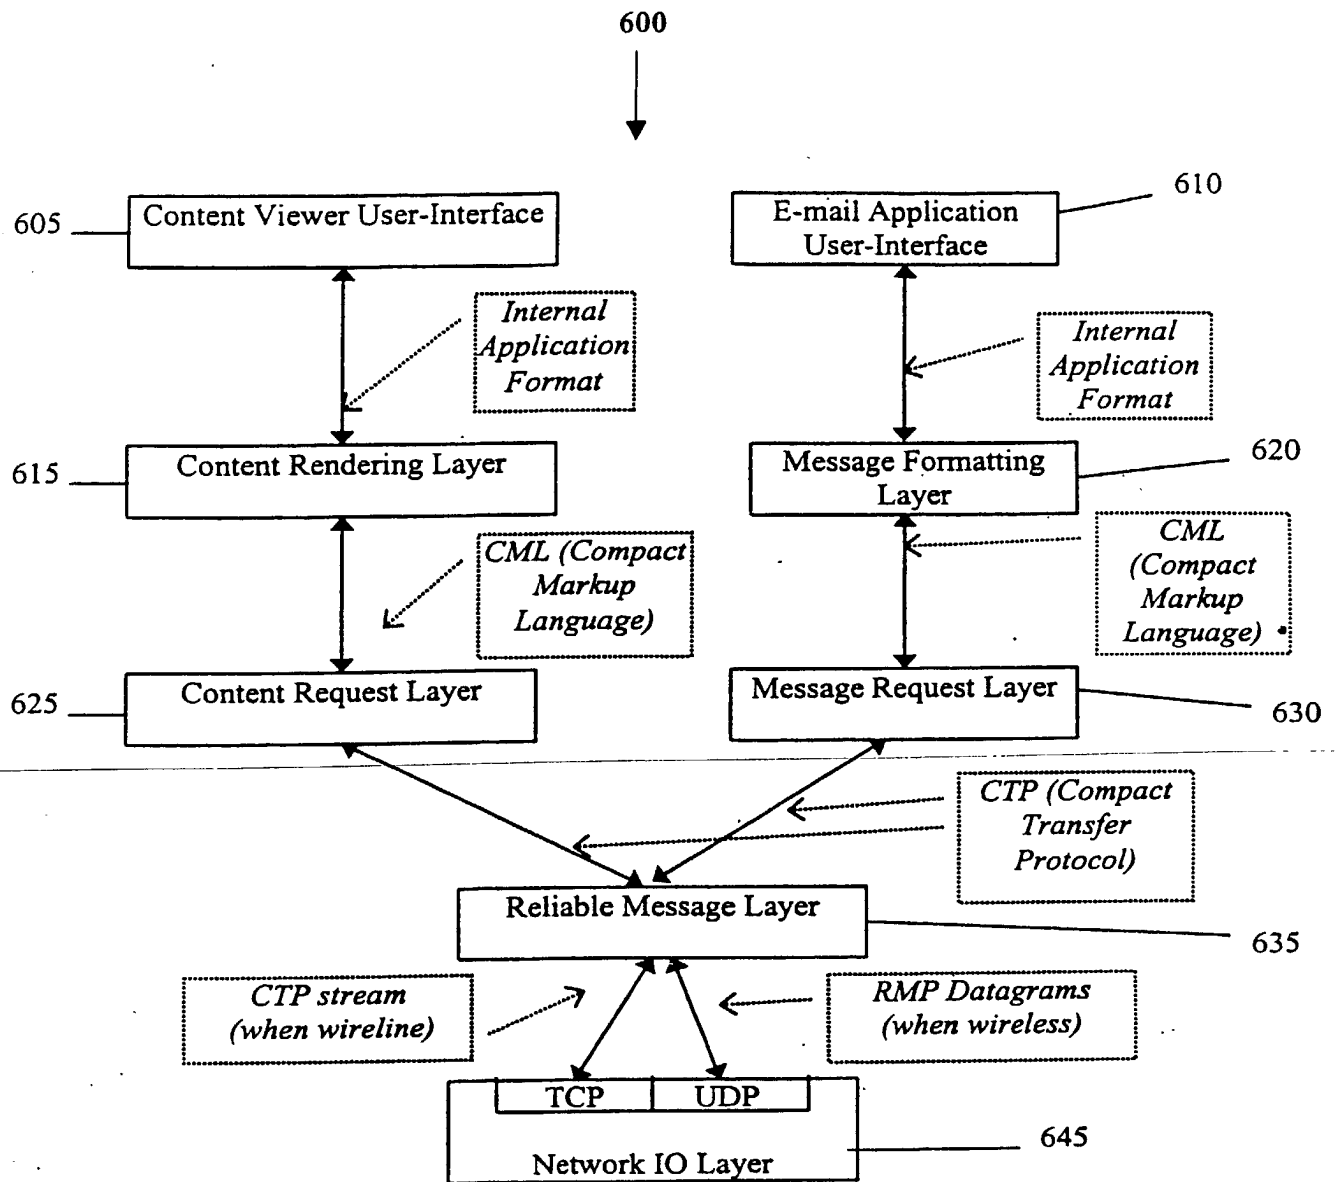 600
605
Content Viewer User-Interface
E-mail Application
User-Interface
610
Internal
Application
Format
Internal
Application
Format
615
Content Rendering Layer
Message Formatting
Layer
620
CML (Compact
Markup
Language)
CML
(Compact
Markup
Language)
625
Content Request Layer
Message Request Layer
630
CTP (Compact
Transfer
Protocol)
Reliable Message Layer
635
CTP stream
(when wireline)
RMP Datagrams
(when wireless)
TCP
UDP
Network IO Layer
645